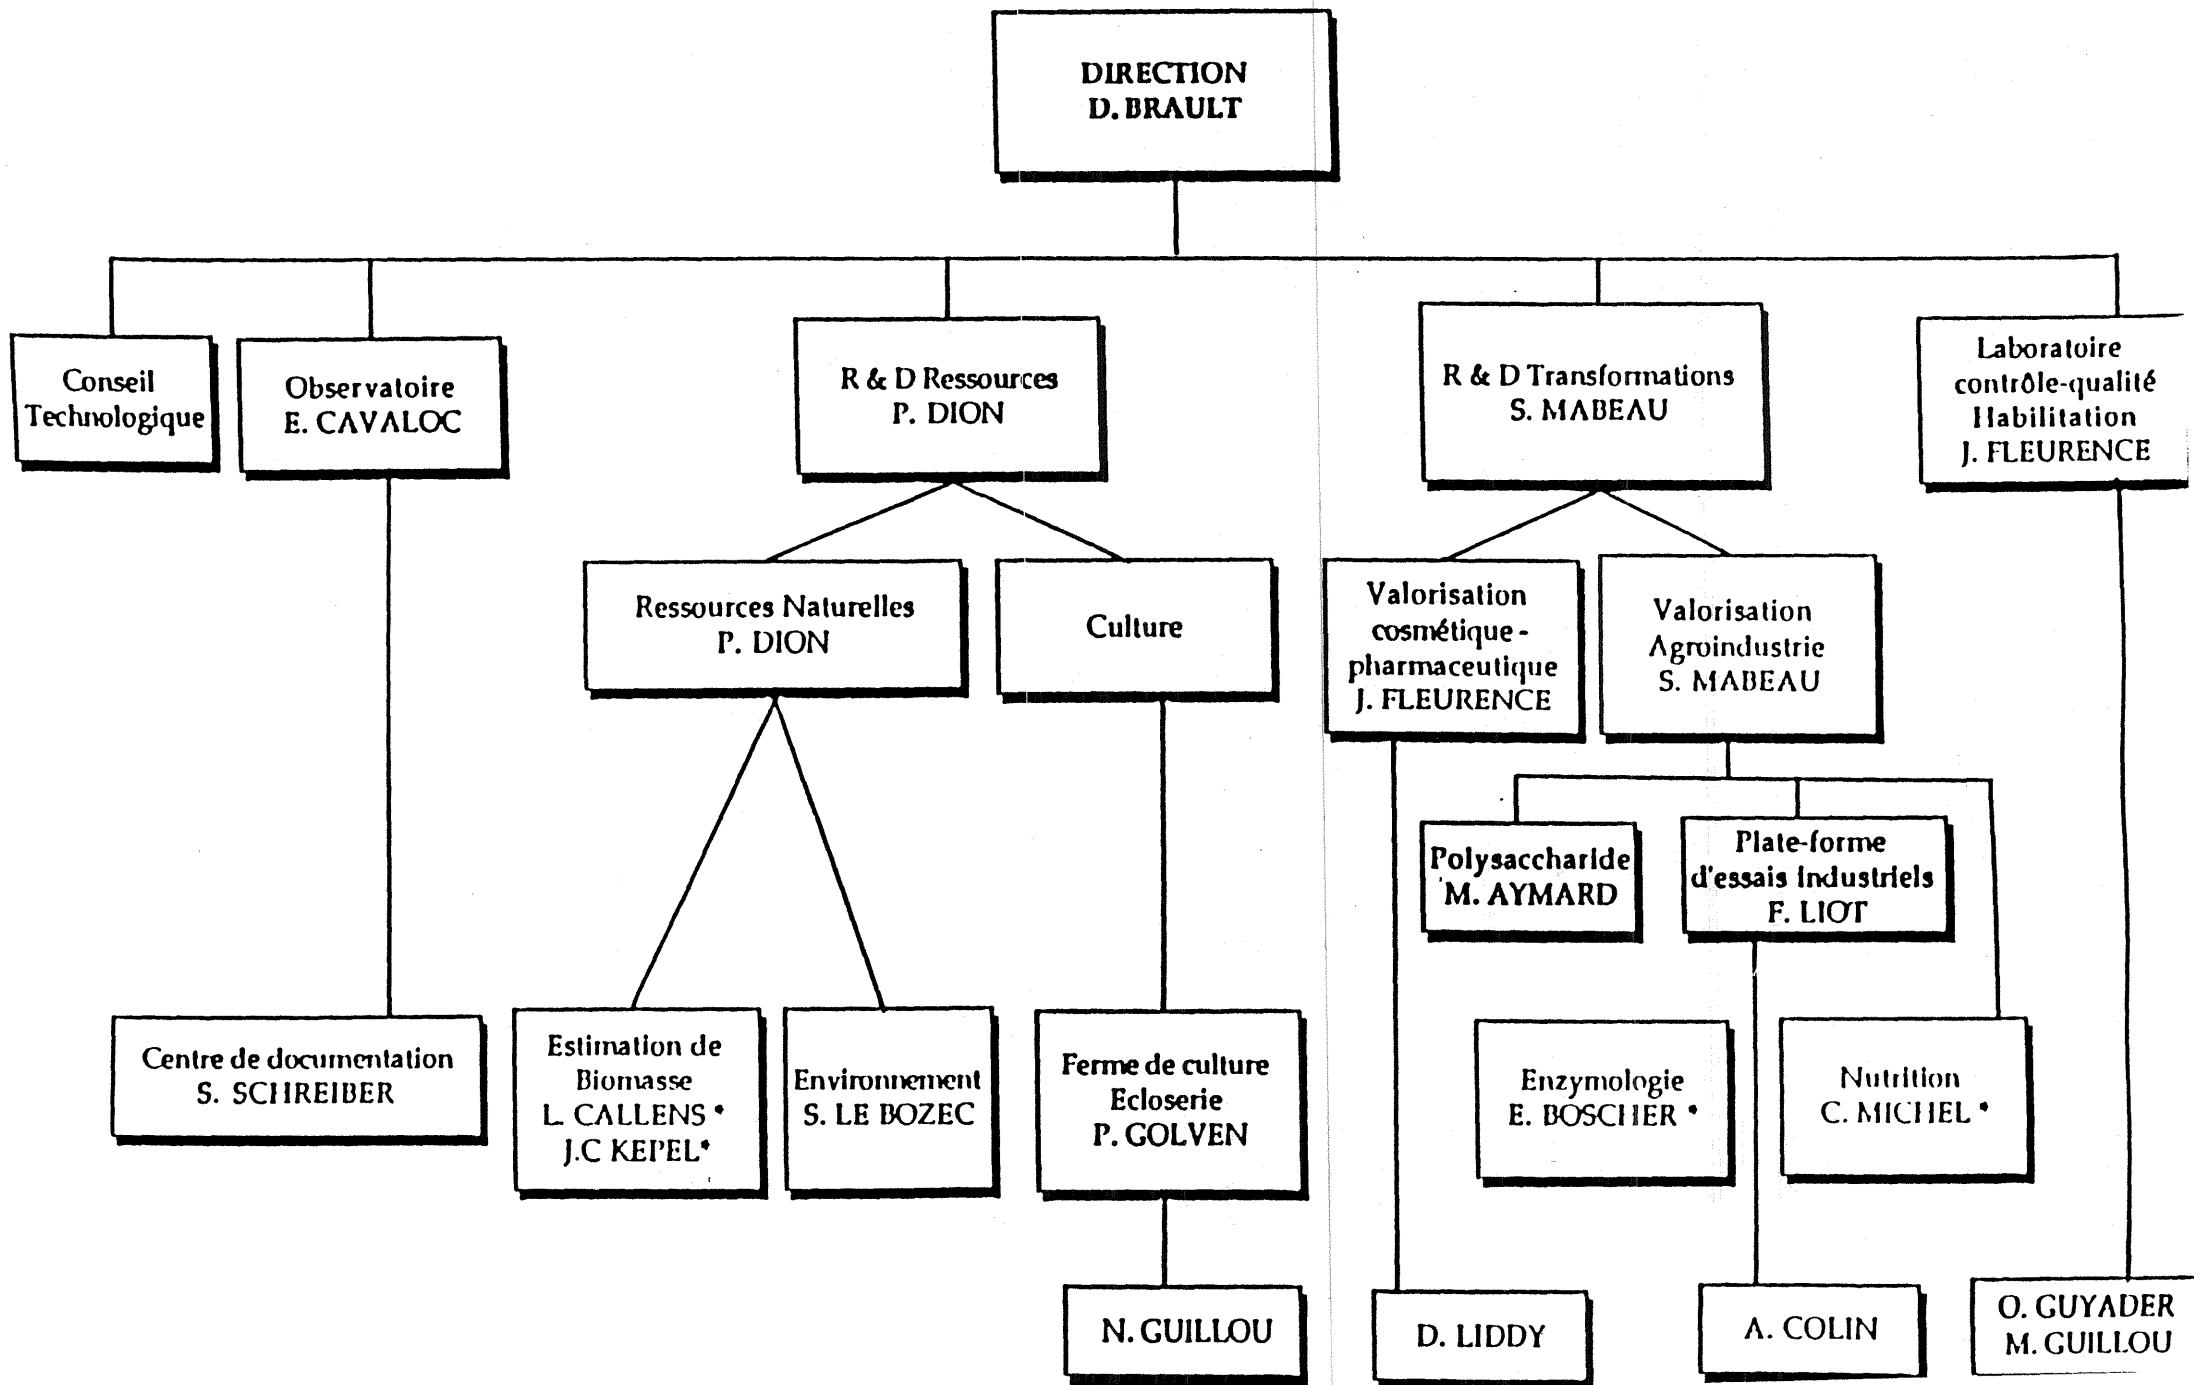 DIRECTION
D. BRAULT
Conseil
Technologique
Observatoire
E. CAVALOC
R & D Ressources
P. DION
R & D Transformations
S. MABEAU
Laboratoire
contrôle-qualité
Habilitation
J. FLEURENCE
Ressources Naturelles
P. DION
Culture
Valorisation
cosmétique -
pharmaceutique
J. FLEURENCE
Valorisation
Agroindustrie
S. MABEAU
Polysaccharide
M. AYMARD
Plate-forme
d'essais industriels
F. LIOT
Centre de documentation
S. SCHREIBER
Estimation de
Biomasse
L. CALLENS *
J.C KEPEL*
Environnement
S. LE BOZEC
Ferme de culture
Ecloserie
P. GOLVEN
Enzymologie
E. BOSCHER *
Nutrition
C. MICHEL *
N. GUILLOU
D. LIDDY
A. COLIN
O. GUYADER
M. GUILLOU